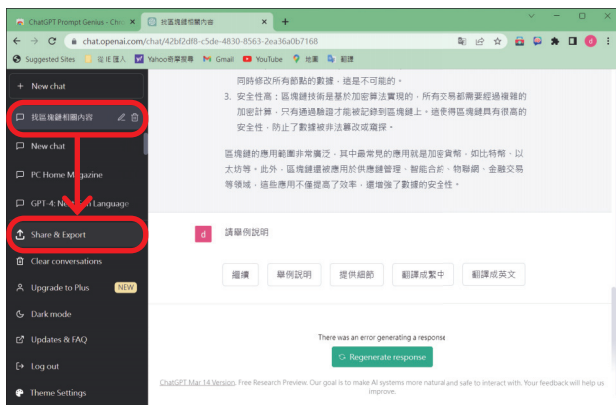 ChatGPT Prompt Genius - Chr
找區塊鏈相關內容
chat.openai.com/chat/42bf2df8-c5de-4830-8563-2ea36a0b7168
Suggested Sites
從 IE 匯入
Yahoo奇摩搜尋
Gmail
YouTube
地圖
翻譯
+ New chat
找區塊鏈相關內容
New chat
PC Home Magazine
GPT-4: N Language
Share & Export
Clear conversations
Upgrade to Plus
NEW
Dark mode
Updates & FAQ
Log out
Theme Settings
同時修改所有節點的數據，這是不可能的。
3. 安全性高：區塊鏈技術是基於加密算法實現的，所有交易都需要經過複雜的
加密計算，只有通過驗證才能被記錄到區塊鏈上。這使得區塊鏈具有很高的
安全性，防止了數據被非法篡改或窺探。
區塊鏈的應用範圍非常廣泛，其中最常見的應用就是加密貨幣，如比特幣、以
太坊等。此外，區塊鏈還被應用於供應鏈管理、智能合約、物聯網、金融交易
等領域，這些應用不僅提高了效率，還增強了數據的安全性。
d
請舉例說明
繼續
舉例說明
提供細節
翻譯成繁中
翻譯成英文
There was an error generating a response
Regenerate response
ChatGPT Mar 14 Version. Free Research Preview. Our goal is to make AI systems more natural and safe to interact with. Your feedback will help us
improve.